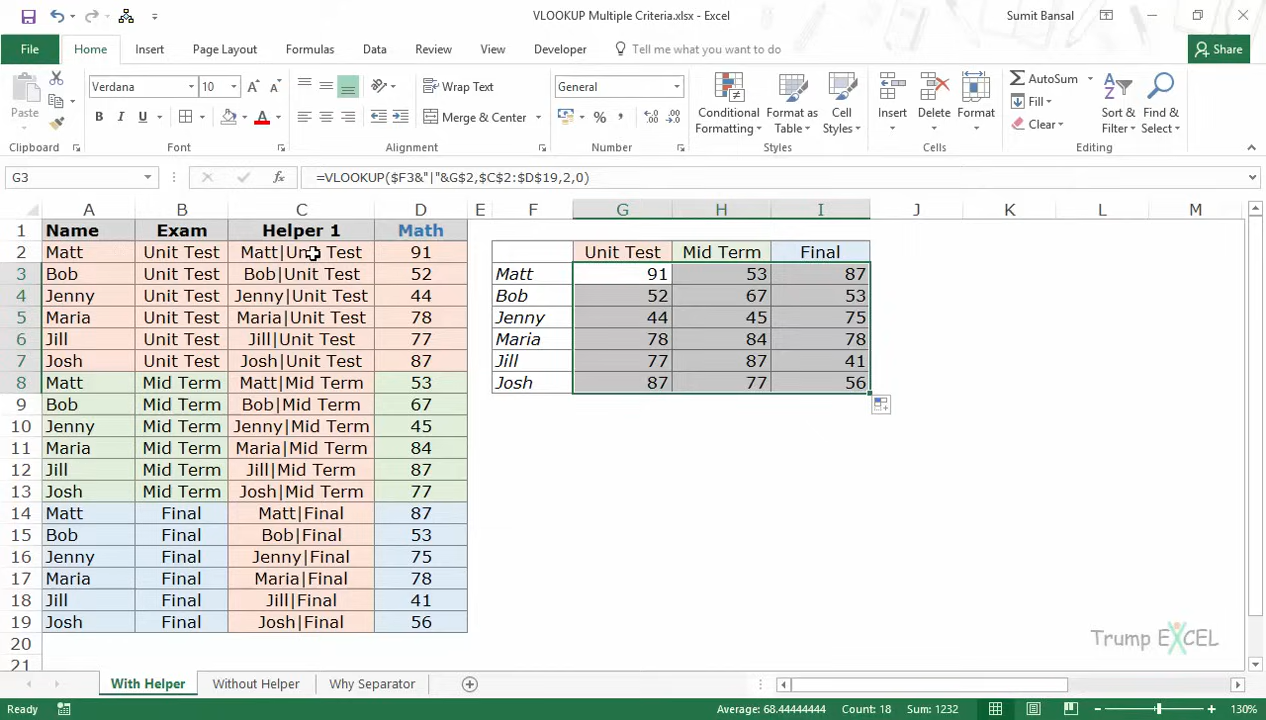 VLOOKUP Multiple Criteria.xlsx - Excel
Sumit Bansal
File Home Insert Page Layout Formulas Data Review View Developer Tell me what you want to do Share
Paste
Clipboard
Verdana 10
B I U A
Font
Wrap Text
Merge & Center
Alignment
General
% , .0 .00
Number
Conditional Formatting
Format as Table
Cell Styles
Styles
Insert Delete Format
Cells
AutoSum
Fill
Clear
Sort & Filter
Find & Select
Editing
G3 fx =VLOOKUP($F3&"|"&G$2,$C$2:$D$19,2,0)
A B C D E F G H I J K L M
1 Name Exam Helper 1 Math
2 Matt Unit Test Matt|Unit Test 91 Unit Test Mid Term Final
3 Bob Unit Test Bob|Unit Test 52 Matt 91 53 87
4 Jenny Unit Test Jenny|Unit Test 44 Bob 52 67 53
5 Maria Unit Test Maria|Unit Test 78 Jenny 44 45 75
6 Jill Unit Test Jill|Unit Test 77 Maria 78 84 78
7 Josh Unit Test Josh|Unit Test 87 Jill 77 87 41
8 Matt Mid Term Matt|Mid Term 53 Josh 87 77 56
9 Bob Mid Term Bob|Mid Term 67
10 Jenny Mid Term Jenny|Mid Term 45
11 Maria Mid Term Maria|Mid Term 84
12 Jill Mid Term Jill|Mid Term 87
13 Josh Mid Term Josh|Mid Term 77
14 Matt Final Matt|Final 87
15 Bob Final Bob|Final 53
16 Jenny Final Jenny|Final 75
17 Maria Final Maria|Final 78
18 Jill Final Jill|Final 41
19 Josh Final Josh|Final 56
20
21
Trump EXCEL
With Helper Without Helper Why Separator
Ready Average: 68.44444444 Count: 18 Sum: 1232 130%